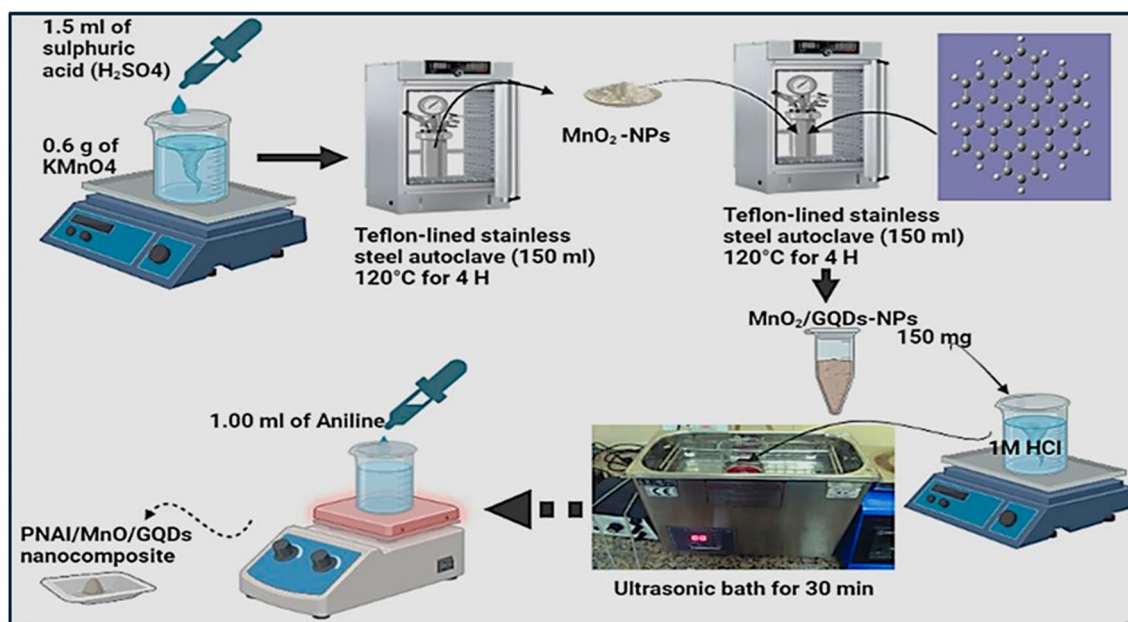 1.5 ml of
sulphuric
acid (H₂SO4)
0.6 g of
KMnO4
Teflon-lined stainless
steel autoclave (150 ml)
120°C for 4 H
MnO₂-NPs
Teflon-lined stainless
steel autoclave (150 ml)
120°C for 4 H
MnO₂/GQDs-NPs
150 mg
1M HCl
Ultrasonic bath for 30 min
1.00 ml of Aniline
PNAI/MnO/GQDs
nanocomposite